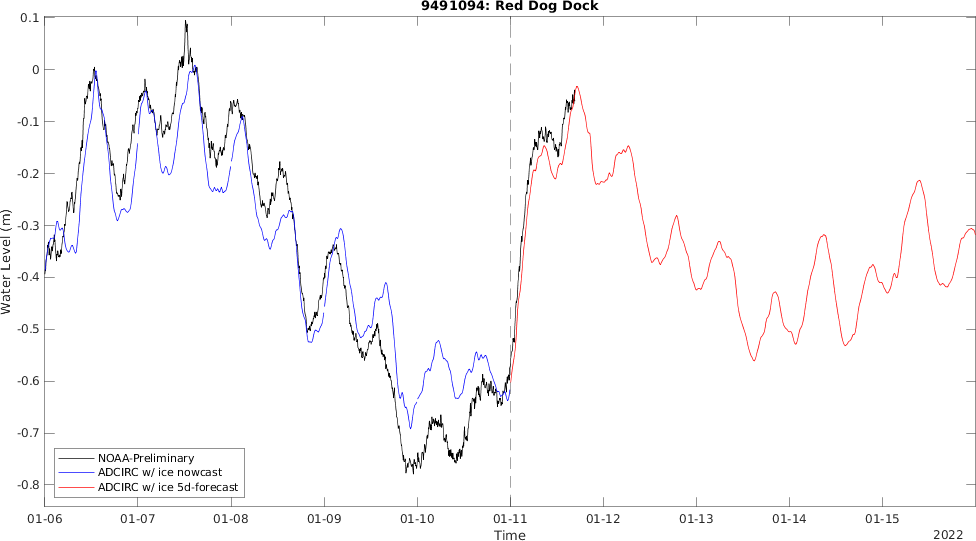 9491094: Red Dog Dock
0.1
0
-0.1
-0.2
-0.3
-0.4
-0.5
-0.6
-0.7
-0.8
Water Level (m)
NOAA-Preliminary
ADCIRC w/ ice nowcast
ADCIRC w/ ice 5d-forecast
01-06 01-07 01-08 01-09 01-10 01-11 01-12 01-13 01-14 01-15
Time
2022